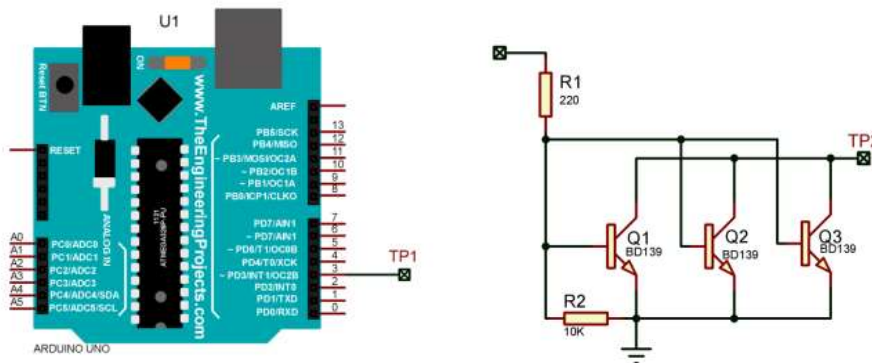 U1
ON
Reset BTN
www.TheEngineeringProjects.com
AREF
RESET
PB5/SCK 13
PB4/MISO 12
~ PB3/MOSI/OC2A 11
~ PB2/OC1B 10
~ PB1/OC1A 9
PB0/ICP1/CLKO 8
1121
ATMEGA328P-PU
ANALOG IN
PD7/AIN1 7
~ PD7/AIN1 6
~ PD6/T1/OC0B 5
PD4/T0/XCK 4
~ PD3/INT1/OC2B 3
PD2/INT0 2
PD1/TXD 1
PD0/RXD 0
A0 PC0/ADC0
A1 PC1/ADC1
A2 PC2/ADC2
A3 PC3/ADC3
A4 PC4/ADC4/SDA
A5 PC5/ADC5/SCL
ARDUINO UNO
TP1
R1
220
TP2
Q1
BD139
Q2
BD139
Q3
BD139
R2
10K